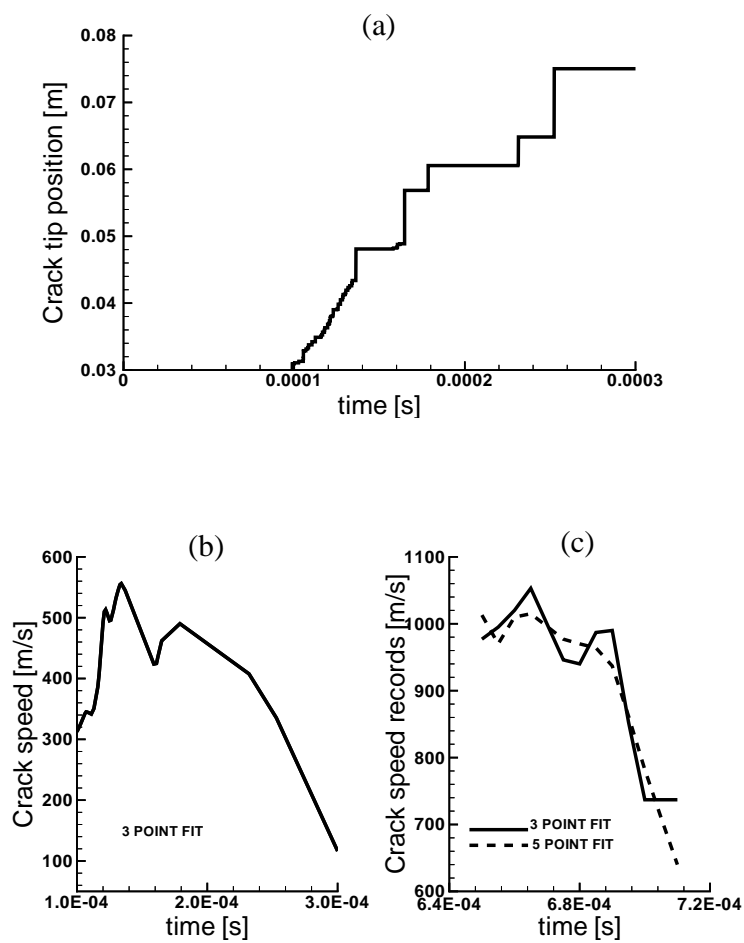 (a)
0.08
0.07
0.06
0.05
0.04
0.03
Crack tip position [m]
0
0.0001
0.0002
0.0003
time [s]
(b)
600
500
400
300
200
100
Crack speed [m/s]
3 POINT FIT
1.0E-04
2.0E-04
3.0E-04
time [s]
(c)
1100
1000
900
800
700
600
Crack speed records [m/s]
3 POINT FIT
5 POINT FIT
6.4E-04
6.8E-04
7.2E-04
time [s]